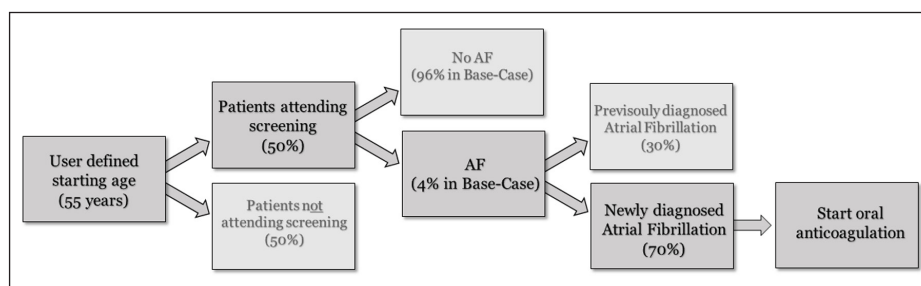 User defined
starting age
(55 years)
Patients attending
screening
(50%)
Patients not
attending screening
(50%)
No AF
(96% in Base-Case)
AF
(4% in Base-Case)
Previsouly diagnosed
Atrial Fibrillation
(30%)
Newly diagnosed
Atrial Fibrillation
(70%)
Start oral
anticoagulation